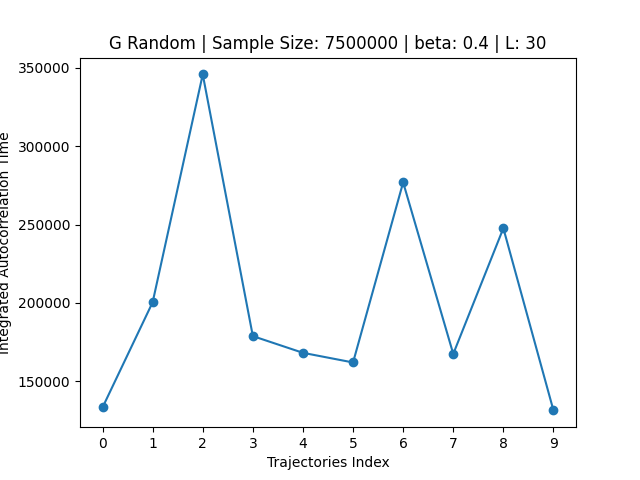 G Random | Sample Size: 7500000 | beta: 0.4 | L: 30
Integrated Autocorrelation Time
350000
300000
250000
200000
150000
0 1 2 3 4 5 6 7 8 9
Trajectories Index